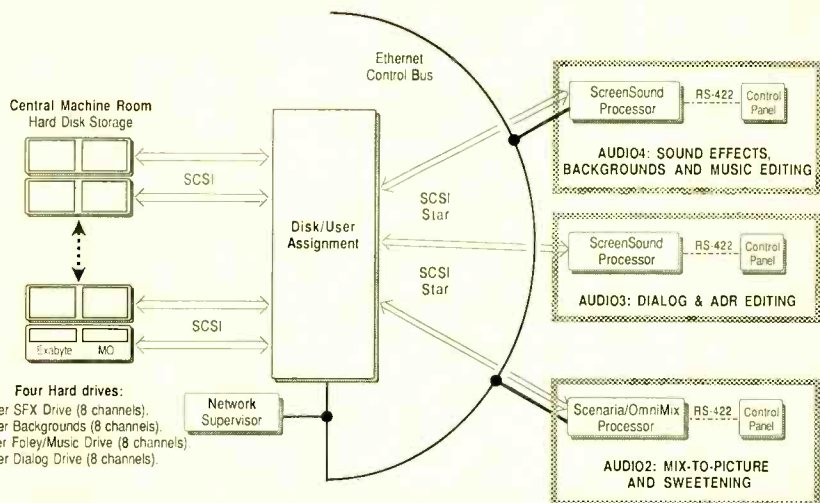 Ethernet
Control Bus
Central Machine Room
Hard Disk Storage
SCSI
SCSI
Exabyte MO
Four Hard drives:
er SFX Drive (8 channels).
er Backgrounds (8 channels).
er Foley/Music Drive (8 channels).
er Dialog Drive (8 channels).
Disk/User
Assignment
Network
Supervisor
SCSI
Star
SCSI
Star
ScreenSound
Processor
RS-422
Control
Panel
AUDIO4: SOUND EFFECTS,
BACKGROUNDS AND MUSIC EDITING
ScreenSound
Processor
RS-422
Control
Panel
AUDIO3: DIALOG & ADR EDITING
Scenaria/OmniMix
Processor
RS-422
Control
Panel
AUDIO2: MIX-TO-PICTURE
AND SWEETENING